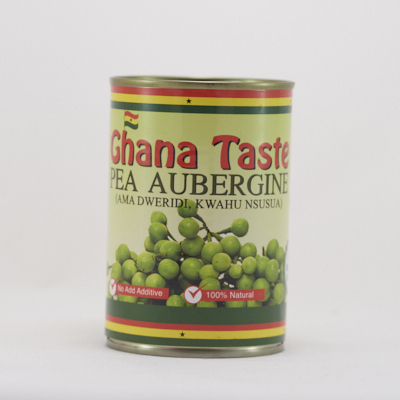 Ghana Taste
PEA AUBERGINE
(AMA DWERIDI, KWAHU NSUSUA)
No Add Additive
100% Natural